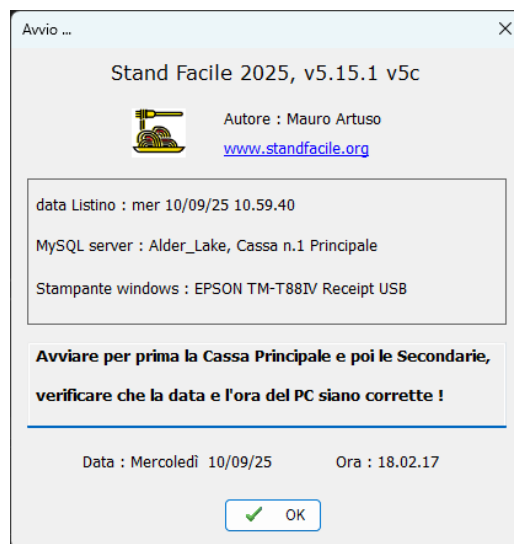 Avvio ...
Stand Facile 2025, v5.15.1 v5c
Autore : Mauro Artuso
www.standfacile.org
data Listino : mer 10/09/25 10.59.40
MySQL server : Alder_Lake, Cassa n.1 Principale
Stampante windows : EPSON TM-T88IV Receipt USB
Avviare per prima la Cassa Principale e poi le Secondarie,
verificare che la data e l'ora del PC siano corrette !
Data : Mercoledì 10/09/25 Ora : 18.02.17
OK